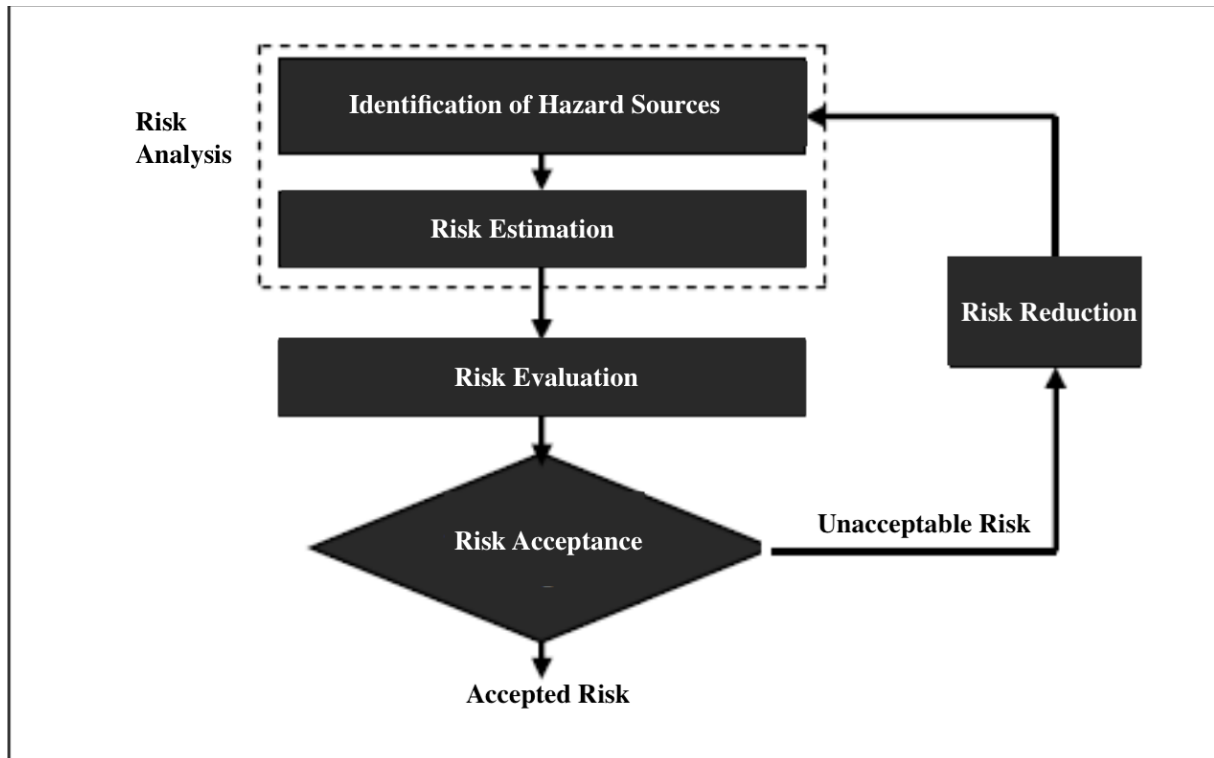 Identification of Hazard Sources
Risk
Analysis
Risk Estimation
Risk Reduction
Risk Evaluation
Unacceptable Risk
Risk Acceptance
Accepted Risk